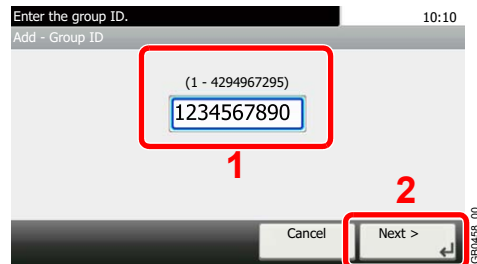 Enter the group ID.
10:10
Add - Group ID
(1 - 4294967295)
1234567890
1
2
Cancel
Next >
GB0458_00